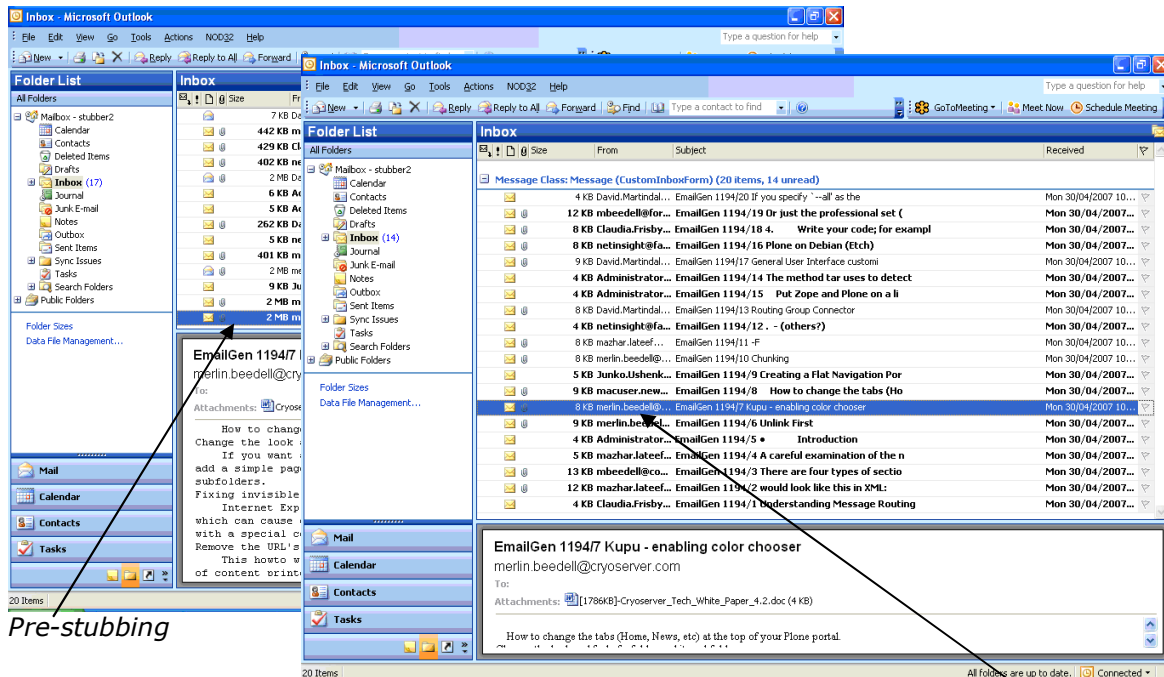 Inbox - Microsoft Outlook
File Edit View Go Tools Actions NOD32 Help
Type a question for help
New Reply Reply to All Forward
Folder List
All Folders
Mailbox - stubber2
Calendar
Contacts
Deleted Items
Drafts
Inbox (17)
Journal
Junk E-mail
Notes
Outbox
Sent Items
Sync Issues
Tasks
Search Folders
Public Folders
Folder Sizes
Data File Management...
Mail
Calendar
Contacts
Tasks
20 Items
Inbox
Size
7 KB Da
442 KB m
429 KB Cl
402 KB ne
2 MB Da
6 KB Ad
5 KB Ad
262 KB Da
5 KB ne
401 KB m
2 MB me
9 KB Ju
2 MB m
2 MB m
EmailGen 1194/7
merlin.beedell@cry
To:
Attachments: Cryose
How to chang
Change the look
If you want
add a simple pag
subfolders.
Fixing invisible
Internet Exp
which can cause
with a special c
Remove the URL's
This howto w
of content printe
Pre-stubbing
Inbox - Microsoft Outlook
File Edit View Go Tools Actions NOD32 Help
Type a question for help
New Reply Reply to All Forward Find Type a contact to find GoToMeeting Meet Now Schedule Meeting
Folder List
All Folders
Mailbox - stubber2
Calendar
Contacts
Deleted Items
Drafts
Inbox (14)
Journal
Junk E-mail
Notes
Outbox
Sent Items
Sync Issues
Tasks
Search Folders
Public Folders
Folder Sizes
Data File Management...
Mail
Calendar
Contacts
Tasks
Inbox
Size From Subject Received
Message Class: Message (CustomInboxForm) (20 items, 14 unread)
4 KB David.Martindal... EmailGen 1194/20 If you specify `--all' as the Mon 30/04/2007 10...
12 KB mbeedell@for... EmailGen 1194/19 Or just the professional set ( Mon 30/04/2007...
8 KB Claudia.Frisby... EmailGen 1194/18 4. Write your code; for exampl Mon 30/04/2007...
8 KB netinsight@fa... EmailGen 1194/16 Plone on Debian (Etch) Mon 30/04/2007...
9 KB David.Martindal... EmailGen 1194/17 General User Interface customi Mon 30/04/2007 10...
4 KB Administrator... EmailGen 1194/14 The method tar uses to detect Mon 30/04/2007...
4 KB Administrator... EmailGen 1194/15 Put Zope and Plone on a li Mon 30/04/2007...
8 KB David.Martindal... EmailGen 1194/13 Routing Group Connector Mon 30/04/2007 10...
4 KB netinsight@fa... EmailGen 1194/12 . - (others?) Mon 30/04/2007...
8 KB mazhar.lateef... EmailGen 1194/11 -F Mon 30/04/2007 10...
8 KB merlin.beedell@... EmailGen 1194/10 Chunking Mon 30/04/2007 10...
5 KB Junko.Ushenk... EmailGen 1194/9 Creating a Flat Navigation Por Mon 30/04/2007...
9 KB macuser.new... EmailGen 1194/8 How to change the tabs (Ho Mon 30/04/2007...
8 KB merlin.beedell@... EmailGen 1194/7 Kupu - enabling color chooser Mon 30/04/2007 10...
9 KB merlin.beedel... EmailGen 1194/6 Unlink First Mon 30/04/2007...
4 KB Administrator... EmailGen 1194/5 • Introduction Mon 30/04/2007...
5 KB mazhar.lateef... EmailGen 1194/4 A careful examination of the n Mon 30/04/2007...
13 KB mbeedell@co... EmailGen 1194/3 There are four types of sectio Mon 30/04/2007...
12 KB mazhar.lateef... EmailGen 1194/2 would look like this in XML: Mon 30/04/2007...
4 KB Claudia.Frisby... EmailGen 1194/1 Understanding Message Routing Mon 30/04/2007...
EmailGen 1194/7 Kupu - enabling color chooser
merlin.beedell@cryoserver.com
To:
Attachments: [1786KB]-Cryoserver_Tech_White_Paper_4.2.doc (4 KB)
How to change the tabs (Home, News, etc) at the top of your Plone portal.
20 Items
All folders are up to date. Connected